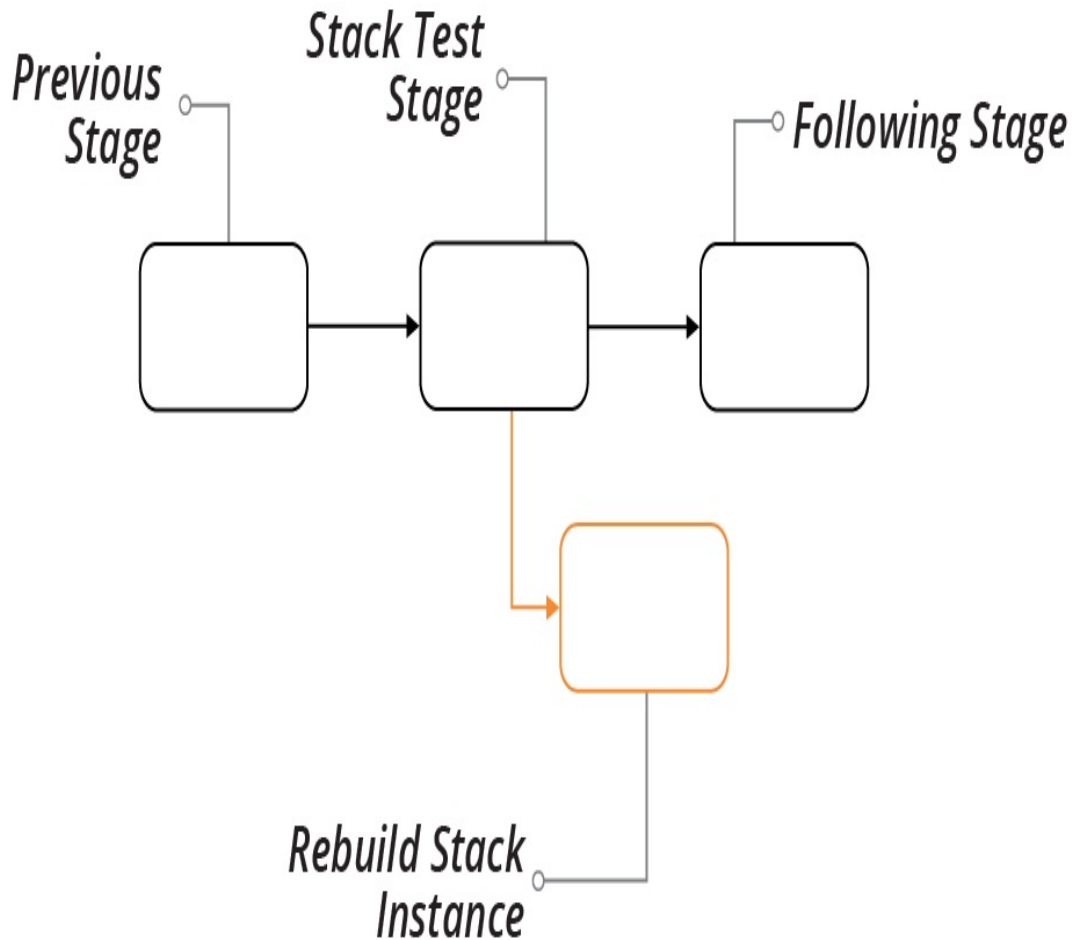 Previous
Stage
Stack Test
Stage
Following Stage
Rebuild Stack
Instance